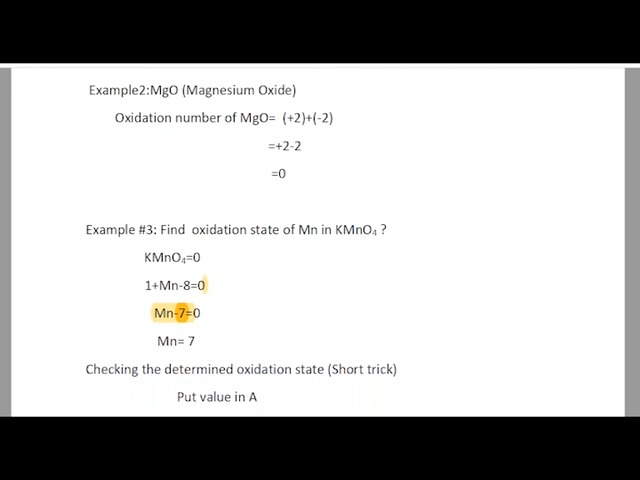 Example2:MgO (Magnesium Oxide)
Oxidation number of MgO= (+2)+(-2)
=+2-2
=0
Example #3: Find oxidation state of Mn in KMnO₄ ?
KMnO₄=0
1+Mn-8=0
Mn-7=0
Mn= 7
Checking the determined oxidation state (Short trick)
Put value in A